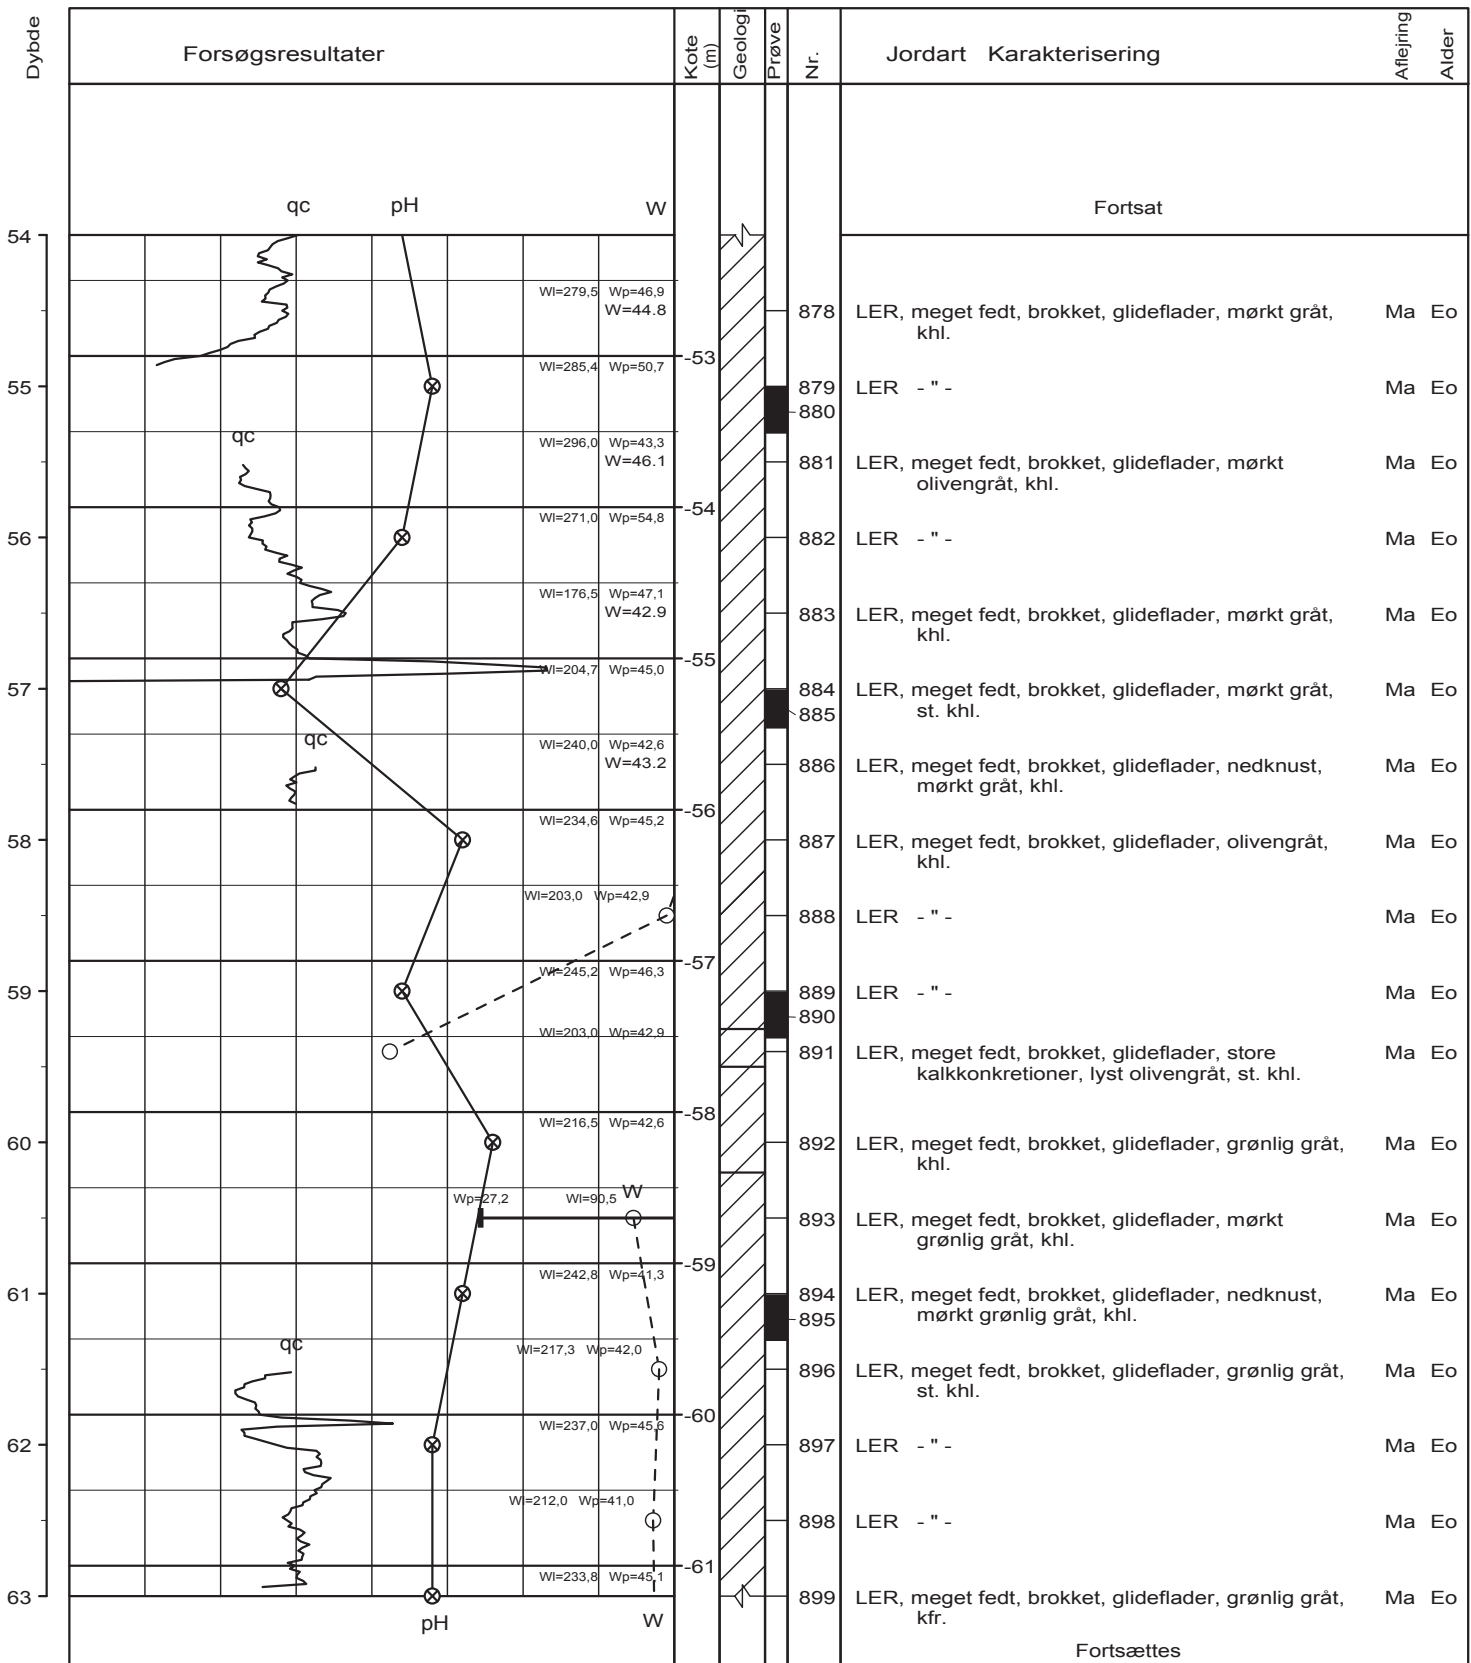 Dybde Forsøgsresultater Kote (m) Geologi Prøve Nr. Jordart Karakterisering Aflejring Alder
qc pH W Fortsat
54
Wl=279,5 Wp=46,9
W=44.8 878 LER, meget fedt, brokket, glideflader, mørkt gråt, Ma Eo
khl.
-53
Wl=285,4 Wp=50,7
55 879 LER - " - Ma Eo
880
qc
Wl=296,0 Wp=43,3
W=46.1 881 LER, meget fedt, brokket, glideflader, mørkt Ma Eo
olivengråt, khl.
-54
Wl=271,0 Wp=54,8
56 882 LER - " - Ma Eo
Wl=176,5 Wp=47,1
W=42.9 883 LER, meget fedt, brokket, glideflader, mørkt gråt, Ma Eo
khl.
-55
Wl=204,7 Wp=45,0
57 884 LER, meget fedt, brokket, glideflader, mørkt gråt, Ma Eo
885 st. khl.
qc
Wl=240,0 Wp=42,6
W=43.2 886 LER, meget fedt, brokket, glideflader, nedknust, Ma Eo
mørkt gråt, khl.
-56
Wl=234,6 Wp=45,2
58 887 LER, meget fedt, brokket, glideflader, olivengråt, Ma Eo
khl.
Wl=203,0 Wp=42,9
888 LER - " - Ma Eo
-57
Wl=245,2 Wp=46,3
59 889 LER - " - Ma Eo
890
Wl=203,0 Wp=42,9
891 LER, meget fedt, brokket, glideflader, store Ma Eo
kalkkonkretioner, lyst olivengråt, st. khl.
-58
Wl=216,5 Wp=42,6
60 892 LER, meget fedt, brokket, glideflader, grønlig gråt, Ma Eo
khl.
Wp=27,2 Wl=90,5 W
893 LER, meget fedt, brokket, glideflader, mørkt Ma Eo
grønlig gråt, khl.
-59
Wl=242,8 Wp=41,3
61 894 LER, meget fedt, brokket, glideflader, nedknust, Ma Eo
895 mørkt grønlig gråt, khl.
qc
Wl=217,3 Wp=42,0
896 LER, meget fedt, brokket, glideflader, grønlig gråt, Ma Eo
st. khl.
-60
Wl=237,0 Wp=45,6
62 897 LER - " - Ma Eo
Wl=212,0 Wp=41,0
898 LER - " - Ma Eo
-61
Wl=233,8 Wp=45,1
63 899 LER, meget fedt, brokket, glideflader, grønlig gråt, Ma Eo
kfr.
pH W
Fortsættes